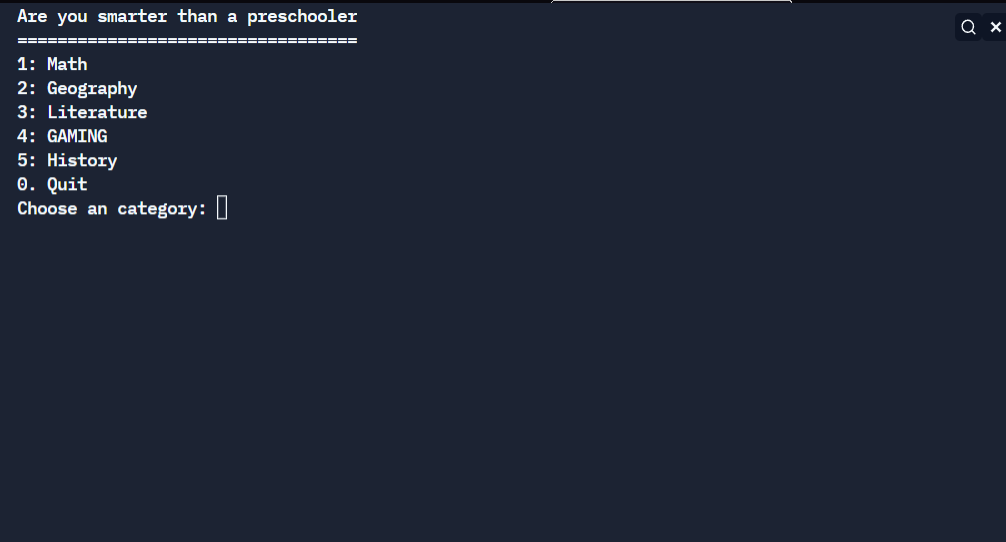 Are you smarter than a preschooler
==================================
1: Math
2: Geography
3: Literature
4: GAMING
5: History
0. Quit
Choose an category: